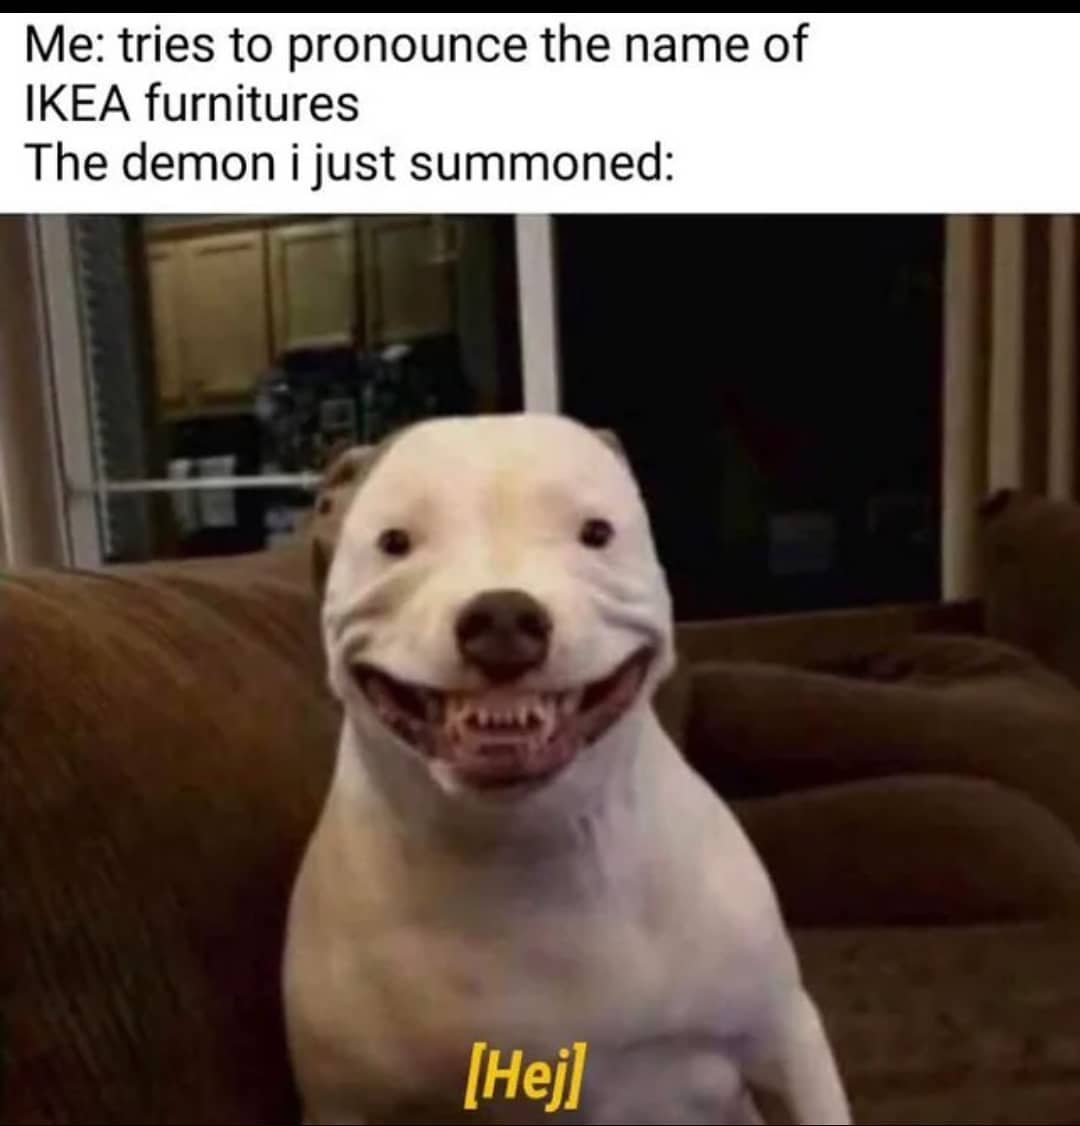 Me: tries to pronounce the name of
IKEA furnitures
The demon i just summoned:
[Hej]